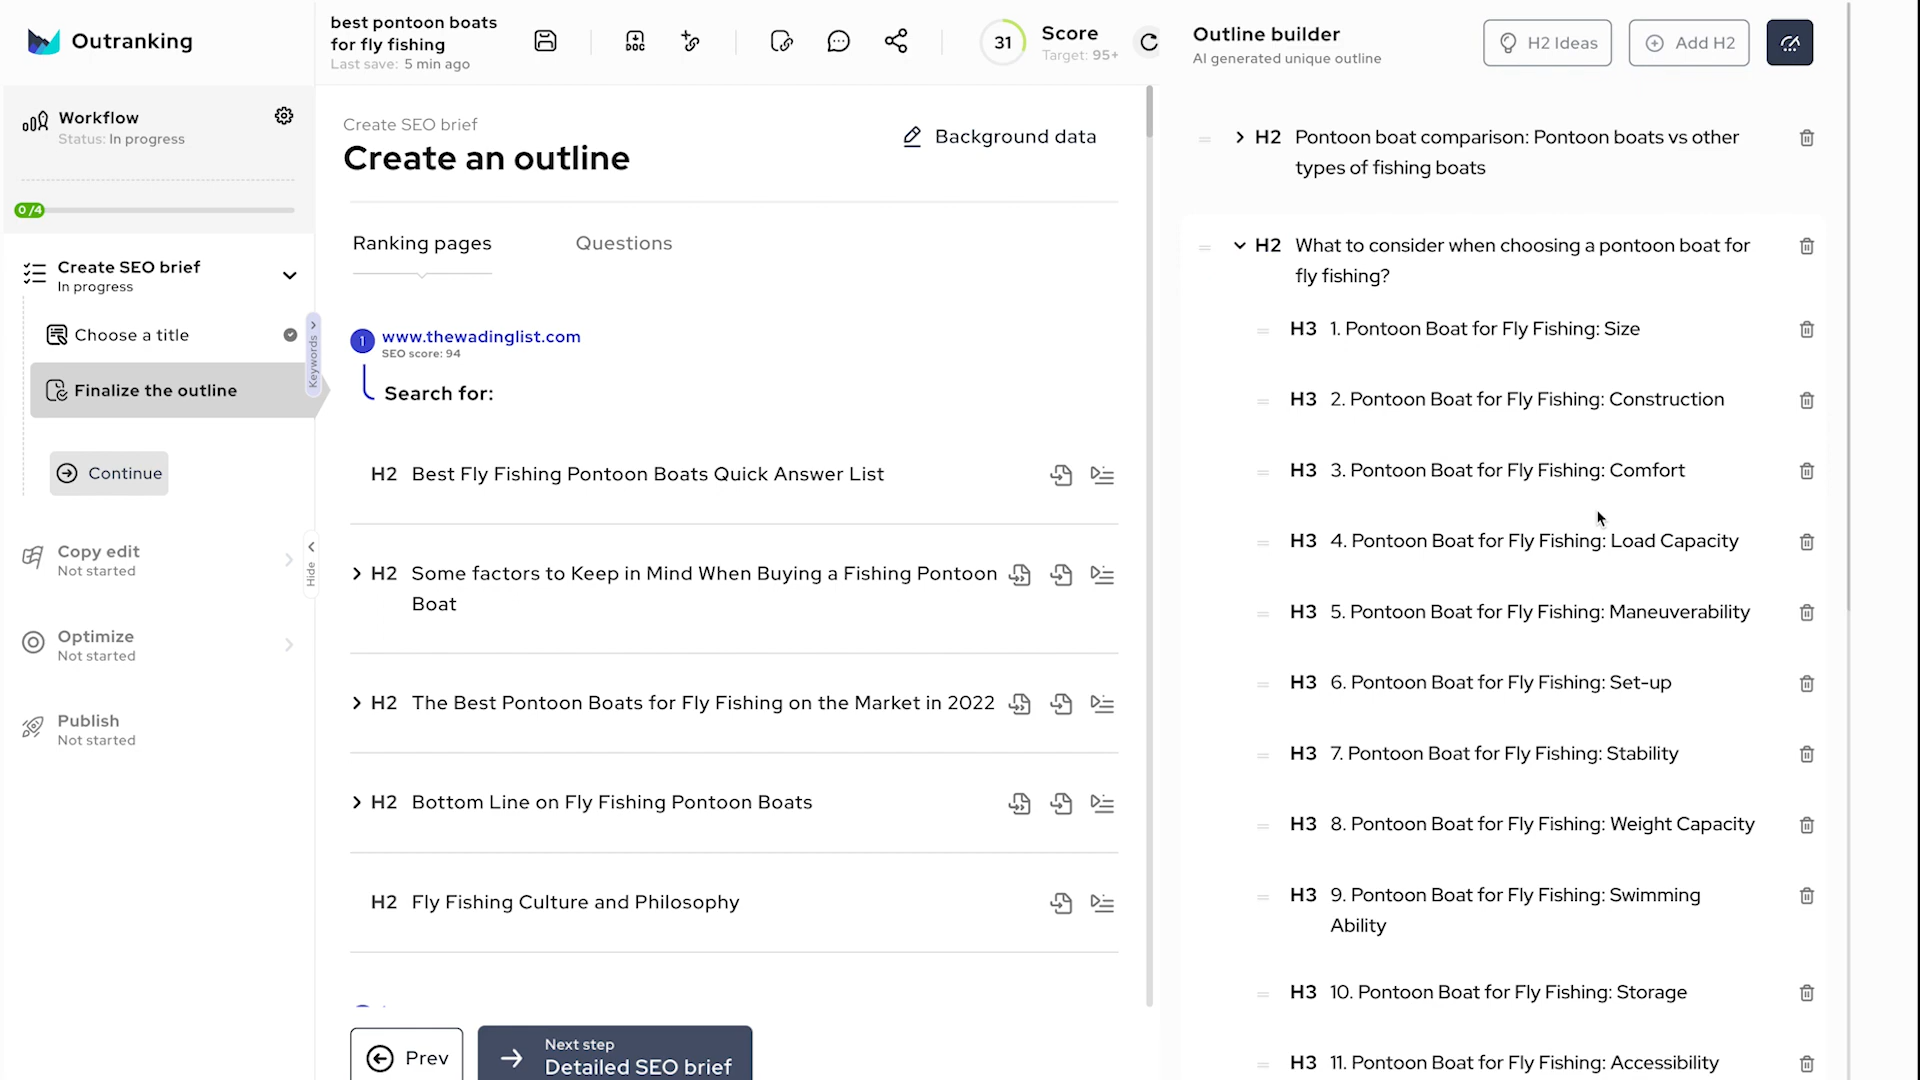 Outranking
best pontoon boats
for fly fishing
Last save: 5 min ago
DOC
31
Score
Target: 95+
Outline builder
AI generated unique outline
H2 Ideas
Add H2
Workflow
Status: In progress
0/4
Create SEO brief
In progress
Choose a title
Finalize the outline
Continue
Copy edit
Not started
Optimize
Not started
Publish
Not started
Keywords
Hide
Create SEO brief
Create an outline
Background data
Ranking pages
Questions
1
www.thewadinglist.com
SEO score: 94
Search for:
H2 Best Fly Fishing Pontoon Boats Quick Answer List
H2 Some factors to Keep in Mind When Buying a Fishing Pontoon
Boat
H2 The Best Pontoon Boats for Fly Fishing on the Market in 2022
H2 Bottom Line on Fly Fishing Pontoon Boats
H2 Fly Fishing Culture and Philosophy
Prev
Next step
Detailed SEO brief
H2 Pontoon boat comparison: Pontoon boats vs other
types of fishing boats
H2 What to consider when choosing a pontoon boat for
fly fishing?
H3 1. Pontoon Boat for Fly Fishing: Size
H3 2. Pontoon Boat for Fly Fishing: Construction
H3 3. Pontoon Boat for Fly Fishing: Comfort
H3 4. Pontoon Boat for Fly Fishing: Load Capacity
H3 5. Pontoon Boat for Fly Fishing: Maneuverability
H3 6. Pontoon Boat for Fly Fishing: Set-up
H3 7. Pontoon Boat for Fly Fishing: Stability
H3 8. Pontoon Boat for Fly Fishing: Weight Capacity
H3 9. Pontoon Boat for Fly Fishing: Swimming
Ability
H3 10. Pontoon Boat for Fly Fishing: Storage
H3 11. Pontoon Boat for Fly Fishing: Accessibility